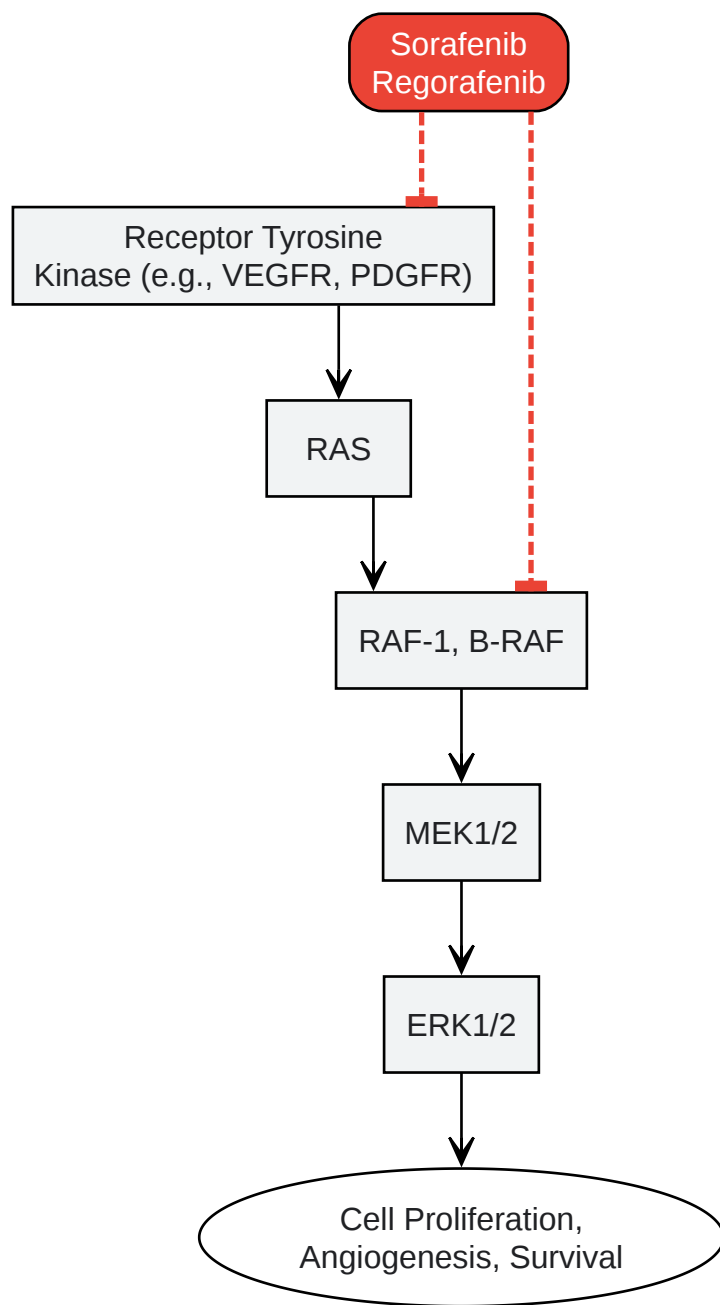 Sorafenib
Regorafenib
Receptor Tyrosine
Kinase (e.g., VEGFR, PDGFR)
RAS
RAF-1, B-RAF
MEK1/2
ERK1/2
Cell Proliferation,
Angiogenesis, Survival